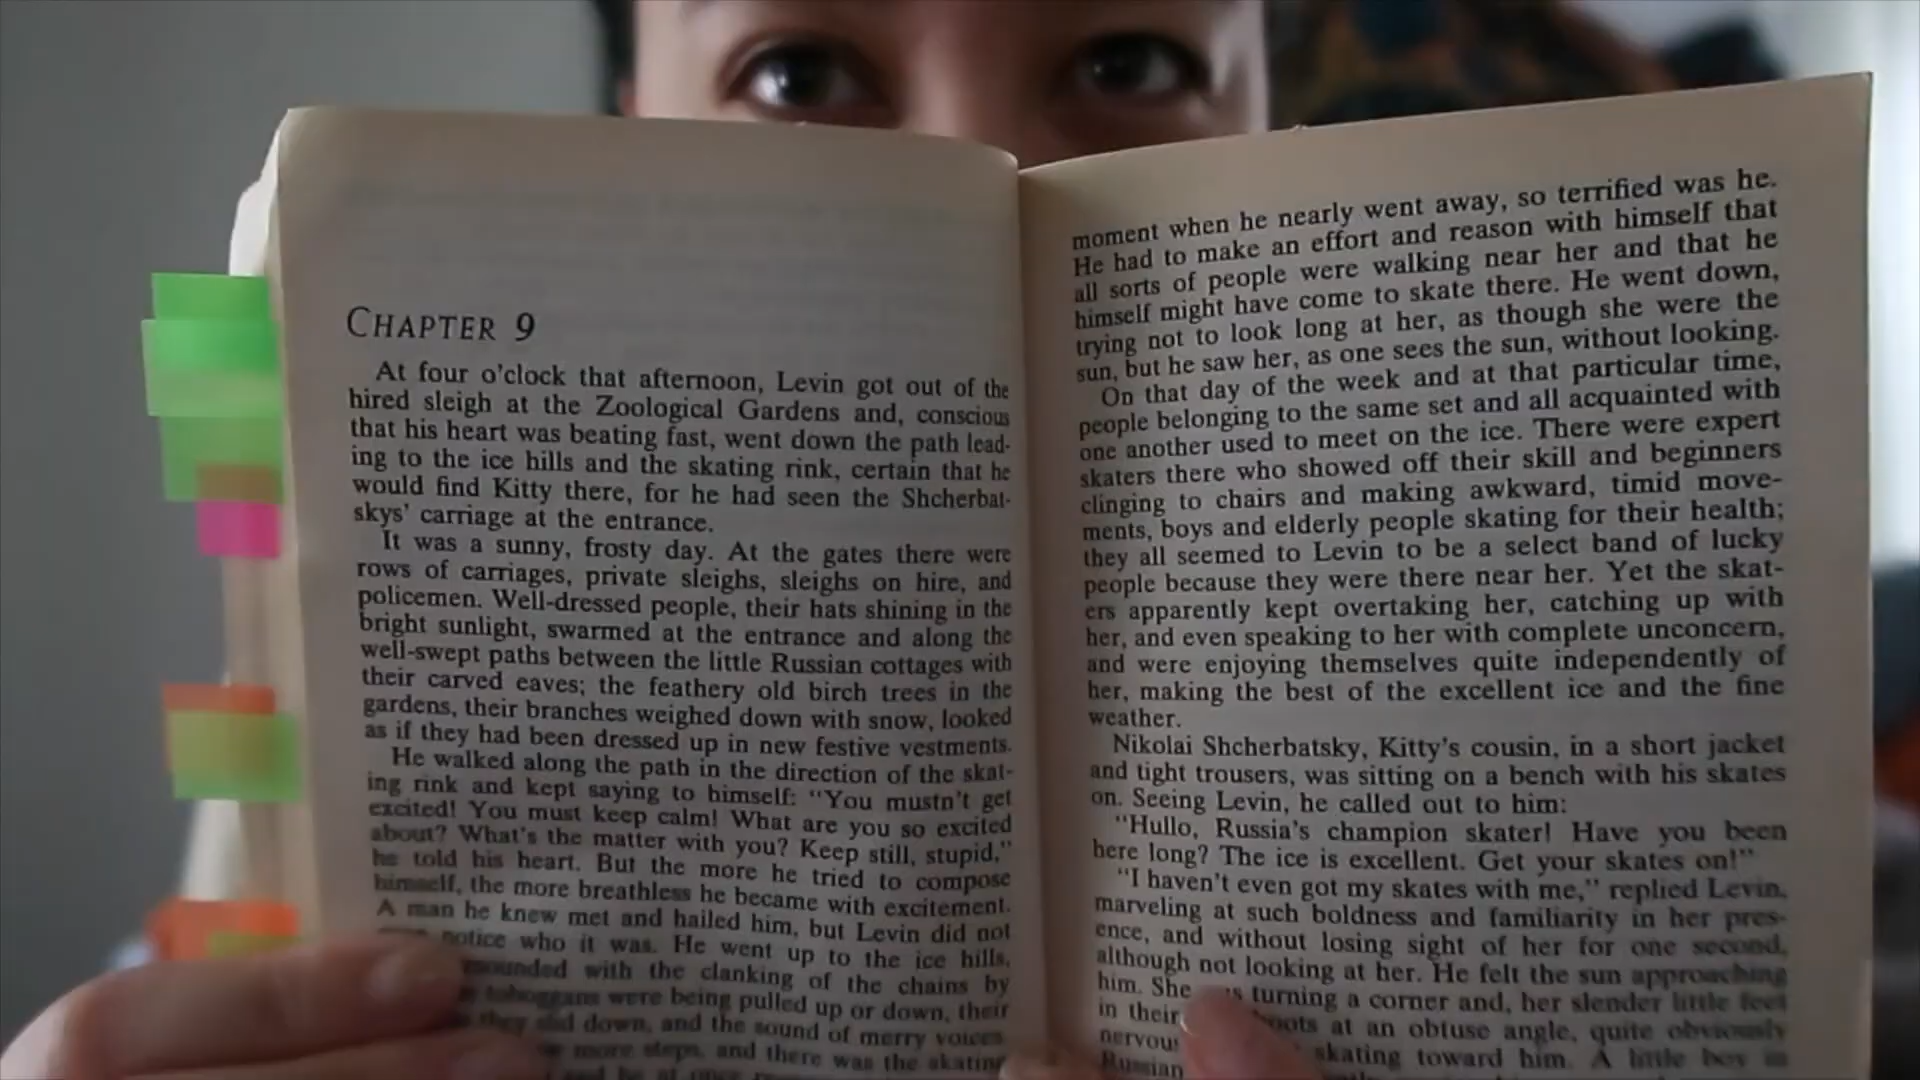 CHAPTER 9
At four o'clock that afternoon, Levin got out of the
hired sleigh at the Zoological Gardens and, conscious
that his heart was beating fast, went down the path lead-
ing to the ice hills and the skating rink, certain that he
would find Kitty there, for he had seen the Shcherbat-
skys' carriage at the entrance.
It was a sunny, frosty day. At the gates there were
rows of carriages, private sleighs, sleighs on hire, and
policemen. Well-dressed people, their hats shining in the
bright sunlight, swarmed at the entrance and along the
well-swept paths between the little Russian cottages with
their carved eaves; the feathery old birch trees in the
gardens, their branches weighed down with snow, looked
as if they had been dressed up in new festive vestments.
He walked along the path in the direction of the skat-
ing rink and kept saying to himself: "You mustn't get
excited! You must keep calm! What are you so excited
about? What's the matter with you? Keep still, stupid,"
he told his heart. But the more he tried to compose
himself, the more breathless he became with excitement.
A man he knew met and hailed him, but Levin did not
notice who it was. He went up to the ice hills,
with the clanking of the chains by
toboggans were being pulled up or down, their
they slid down, and the sound of merry voices.
more steps, and there was the skating
moment when he nearly went away, so terrified was he.
He had to make an effort and reason with himself that
all sorts of people were walking near her and that he
himself might have come to skate there. He went down,
trying not to look long at her, as though she were the
sun, but he saw her, as one sees the sun, without looking.
On that day of the week and at that particular time,
people belonging to the same set and all acquainted with
one another used to meet on the ice. There were expert
skaters there who showed off their skill and beginners
clinging to chairs and making awkward, timid move-
ments, boys and elderly people skating for their health;
they all seemed to Levin to be a select band of lucky
people because they were there near her. Yet the skat-
ers apparently kept overtaking her, catching up with
her, and even speaking to her with complete unconcern,
and were enjoying themselves quite independently of
her, making the best of the excellent ice and the fine
weather.
Nikolai Shcherbatsky, Kitty's cousin, in a short jacket
and tight trousers, was sitting on a bench with his skates
on. Seeing Levin, he called out to him:
"Hullo, Russia's champion skater! Have you been
here long? The ice is excellent. Get your skates on!"
"I haven't even got my skates with me," replied Levin,
marveling at such boldness and familiarity in her pres-
ence, and without losing sight of her for one second,
although not looking at her. He felt the sun approaching
him. She turning a corner and, her slender little feet
in their at an obtuse angle, quite obviously
skating toward him. A little boy in
Russian